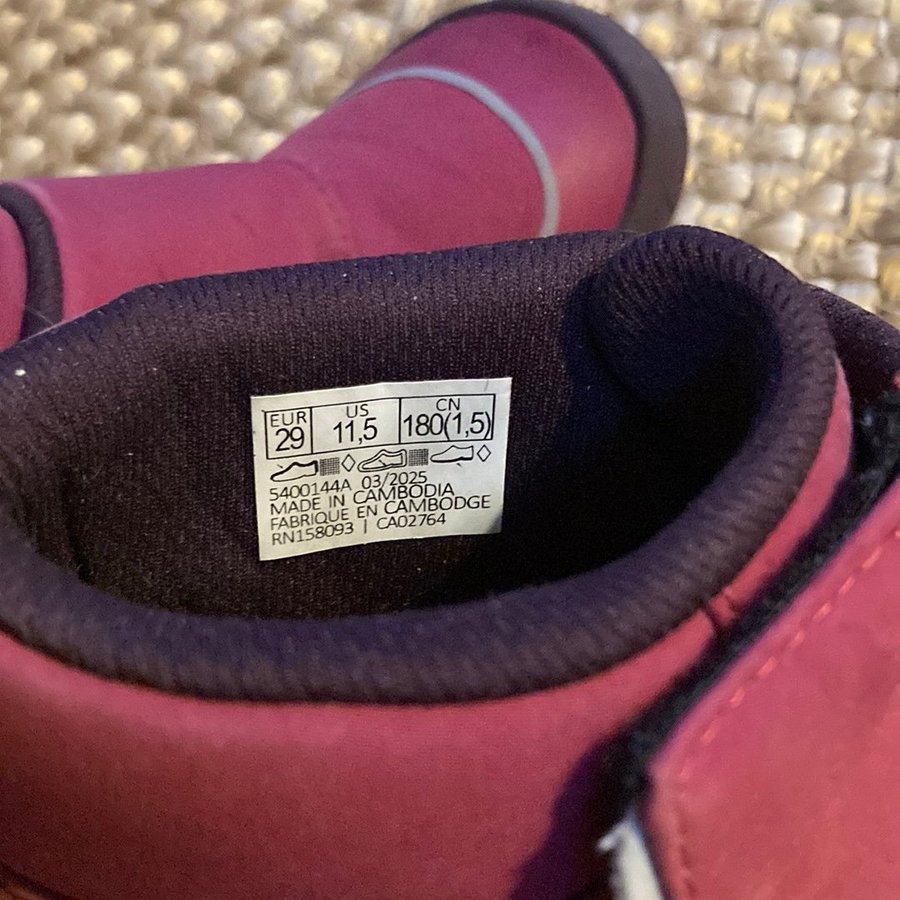 EUR US CN
29 11,5 180(1,5)
5400144A 03/2025
MADE IN CAMBODIA
FABRIQUE EN CAMBODGE
RN158093 | CA02764